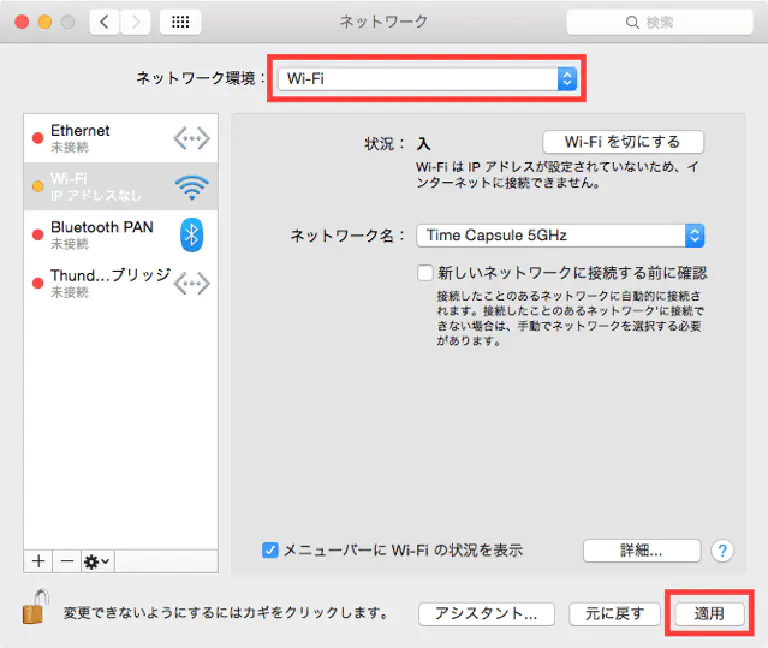 ネットワーク
検索
ネットワーク環境：
Wi-Fi
Ethernet
未接続
Wi-Fi
IP アドレスなし
Bluetooth PAN
未接続
Thund...ブリッジ
未接続
状況：
入
Wi-Fi を切にする
Wi-Fi は IP アドレスが設定されていないため、イ
ンターネットに接続できません。
ネットワーク名：
Time Capsule 5GHz
新しいネットワークに接続する前に確認
接続したことのあるネットワークに自動的に接続さ
れます。接続したことのあるネットワークに接続で
きない場合は、手動でネットワークを選択する必要
があります。
メニューバーに Wi-Fi の状況を表示
詳細...
?
変更できないようにするにはカギをクリックします。
アシスタント...
元に戻す
適用